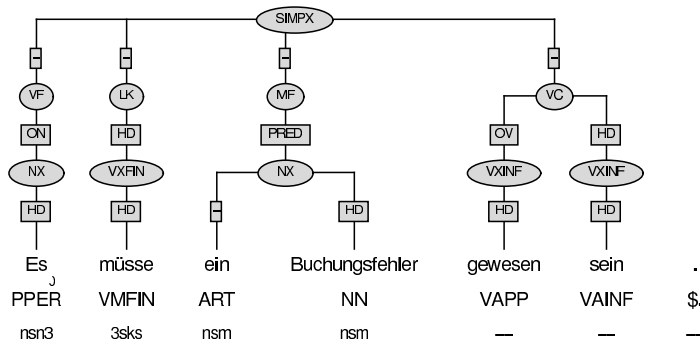 SIMPX
- - - -
VF LK MF VC
ON HD PRED OV HD
NX VXFIN NX VXINF VXINF
HD HD - HD HD HD
Es müsse ein Buchungsfehler gewesen sein .
PPER VMFIN ART NN VAPP VAINF $.
nsn3 3sks nsm nsm -- -- --